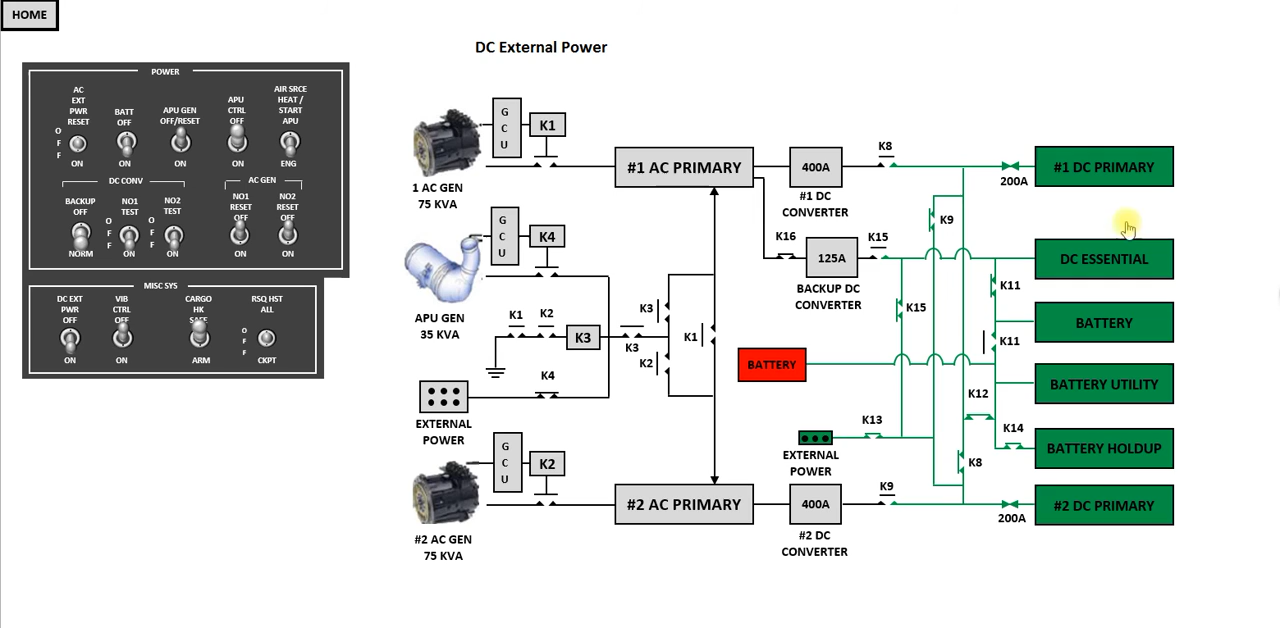 HOME
DC External Power
POWER
AC
EXT
PWR
RESET
O
F
F
ON
BATT
OFF
ON
APU GEN
OFF/RESET
ON
APU
CTRL
OFF
ON
AIR SRCE
HEAT /
START
APU
ENG
DC CONV
AC GEN
BACKUP
OFF
NORM
O
F
F
NO1
TEST
ON
O
F
F
NO2
TEST
ON
NO1
RESET
OFF
ON
NO2
RESET
OFF
ON
MISC SYS
DC EXT
PWR
OFF
ON
VIB
CTRL
OFF
ON
CARGO
HK
SAFE
ARM
RSQ HST
ALL
O
F
F
CKPT
G
C
U
K1
1 AC GEN
75 KVA
#1 AC PRIMARY
400A
#1 DC
CONVERTER
K8
200A
#1 DC PRIMARY
K9
G
C
U
K4
APU GEN
35 KVA
K16
125A
BACKUP DC
CONVERTER
K15
DC ESSENTIAL
K11
K15
K1
K2
K3
K3
K3
K2
K1
BATTERY
K11
BATTERY
K4
EXTERNAL
POWER
BATTERY UTILITY
K12
K13
EXTERNAL
POWER
K14
BATTERY HOLDUP
K8
G
C
U
K2
#2 AC GEN
75 KVA
#2 AC PRIMARY
400A
#2 DC
CONVERTER
K9
200A
#2 DC PRIMARY